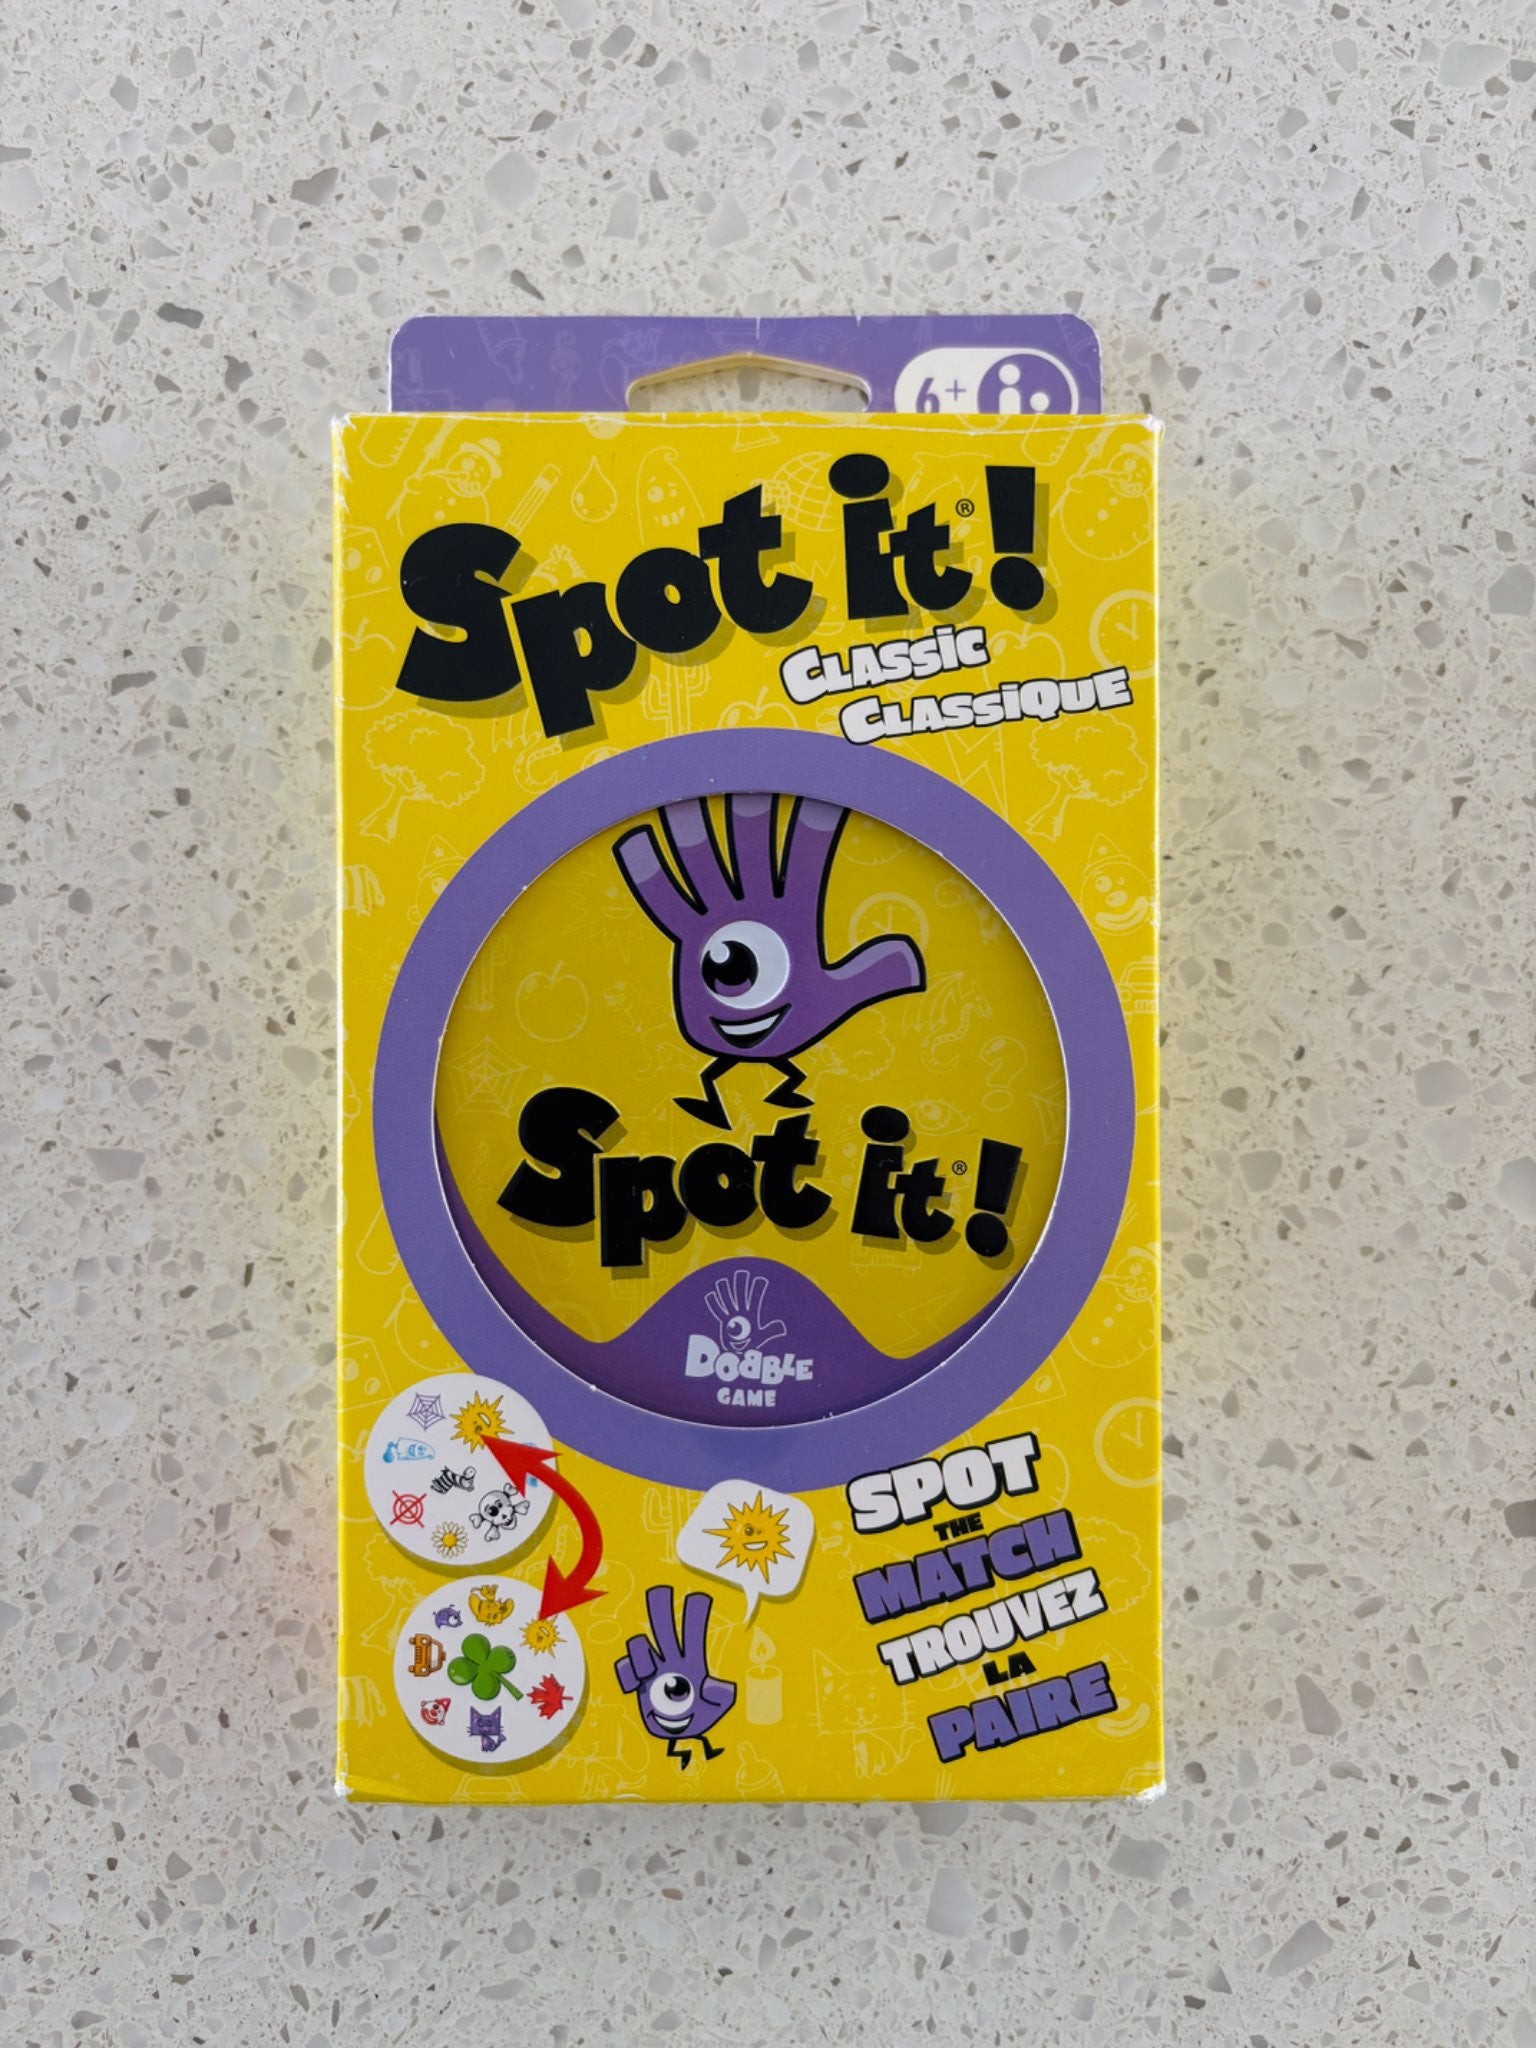 6+
Spot it!®
Classic
Classique
Spot it!®
Dobble
GAME
SPOT
THE
MATCH
TROUVEZ
LA
PAIRE